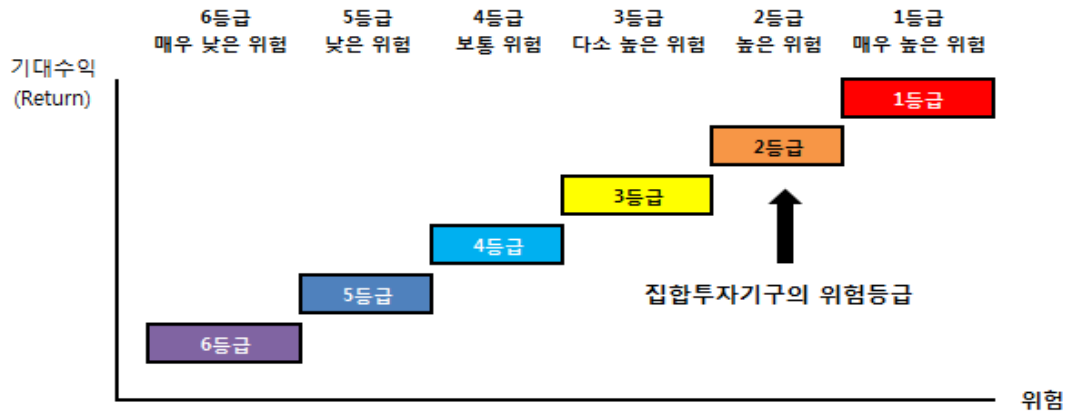 6등급 5등급 4등급 3등급 2등급 1등급
매우 낮은 위험 낮은 위험 보통 위험 다소 높은 위험 높은 위험 매우 높은 위험
기대수익
(Return)
1등급
2등급
3등급
4등급
5등급
집합투자기구의 위험등급
6등급
위험